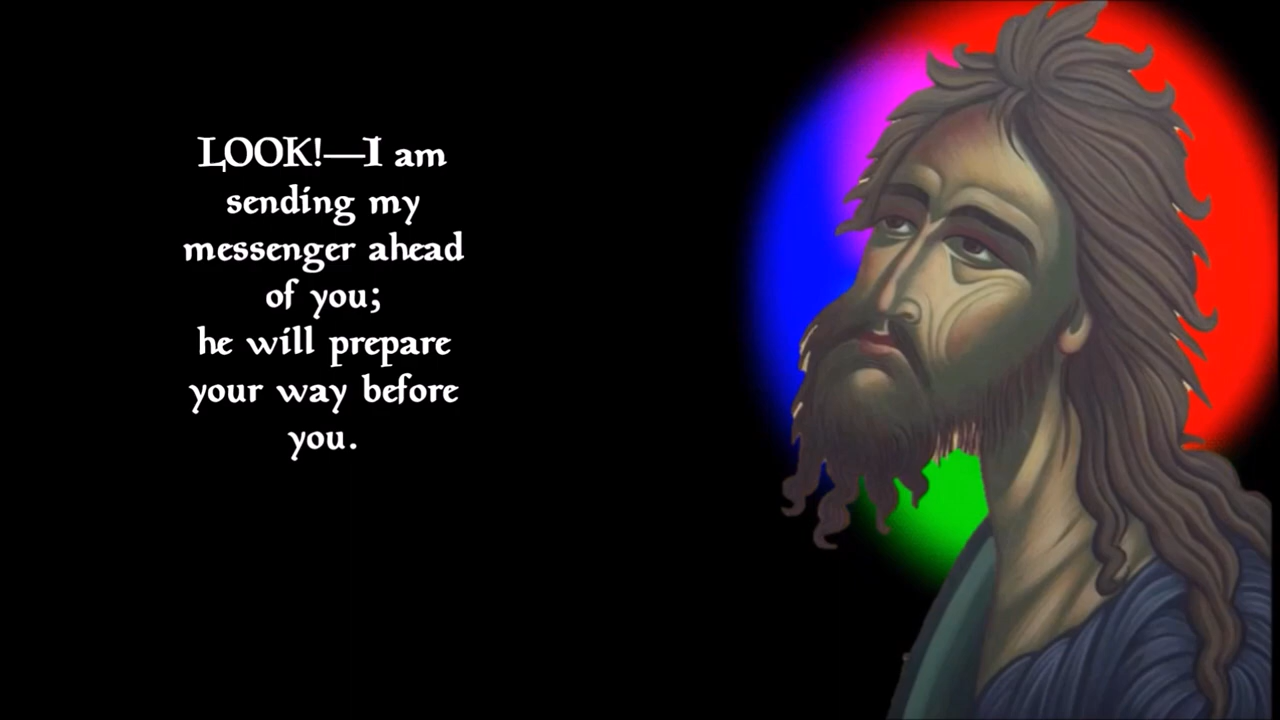 LOOK!—I am
sending my
messenger ahead
of you;
he will prepare
your way before
you.